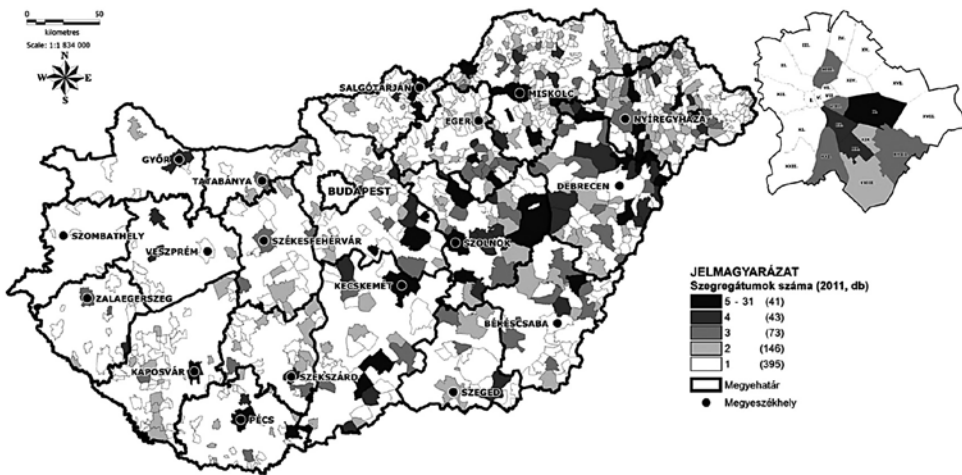 0 50
kilometres
Scale: 1:1 834 000
N
W E
S
SALGÓTARJÁN
MISKOLC
EGER
NYÍREGYHÁZA
GYŐR
TATABÁNYA
BUDAPEST
DEBRECEN
SZOMBATHELY
VESZPRÉM
SZÉKESFEHÉRVÁR
SZOLNOK
ZALAEGERSZEG
KECSKEMÉT
BÉKÉSCSABA
KAPOSVÁR
SZEKSZÁRD
SZEGED
PÉCS
JELMAGYARÁZAT
Szegregátumok száma (2011, db)
5 - 31 (41)
4 (43)
3 (73)
2 (146)
1 (395)
Megyehatár
Megyeszékhely